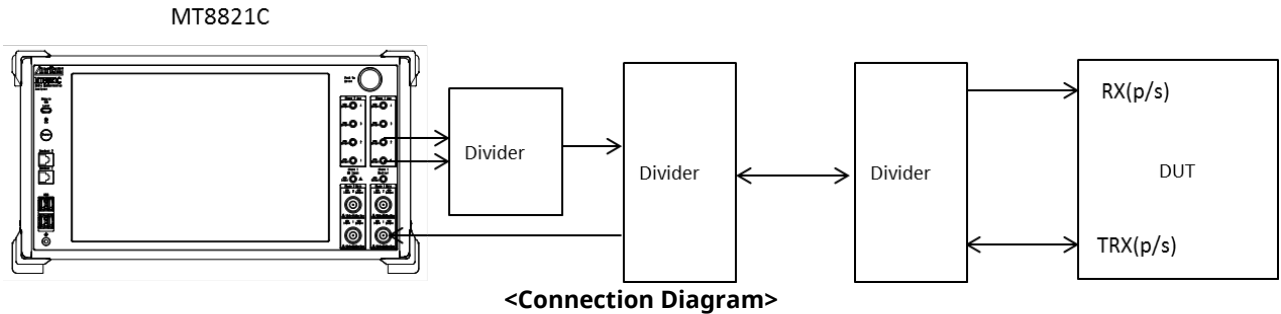 MT8821C
Divider
Divider
Divider
RX(p/s)
DUT
TRX(p/s)
<Connection Diagram>